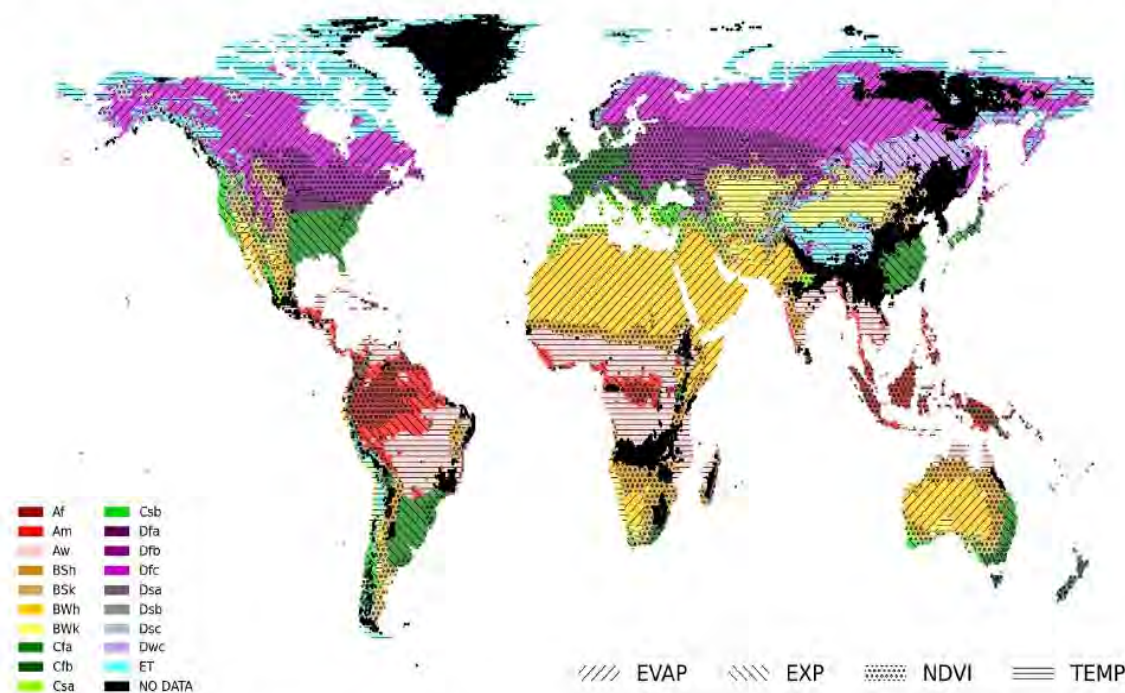 Af
Am
Aw
BSh
BSk
BWh
BWk
Cfa
Cfb
Csa
Csb
Dfa
Dfb
Dfc
Dsa
Dsb
Dsc
Dwc
ET
NO DATA
EVAP EXP NDVI TEMP